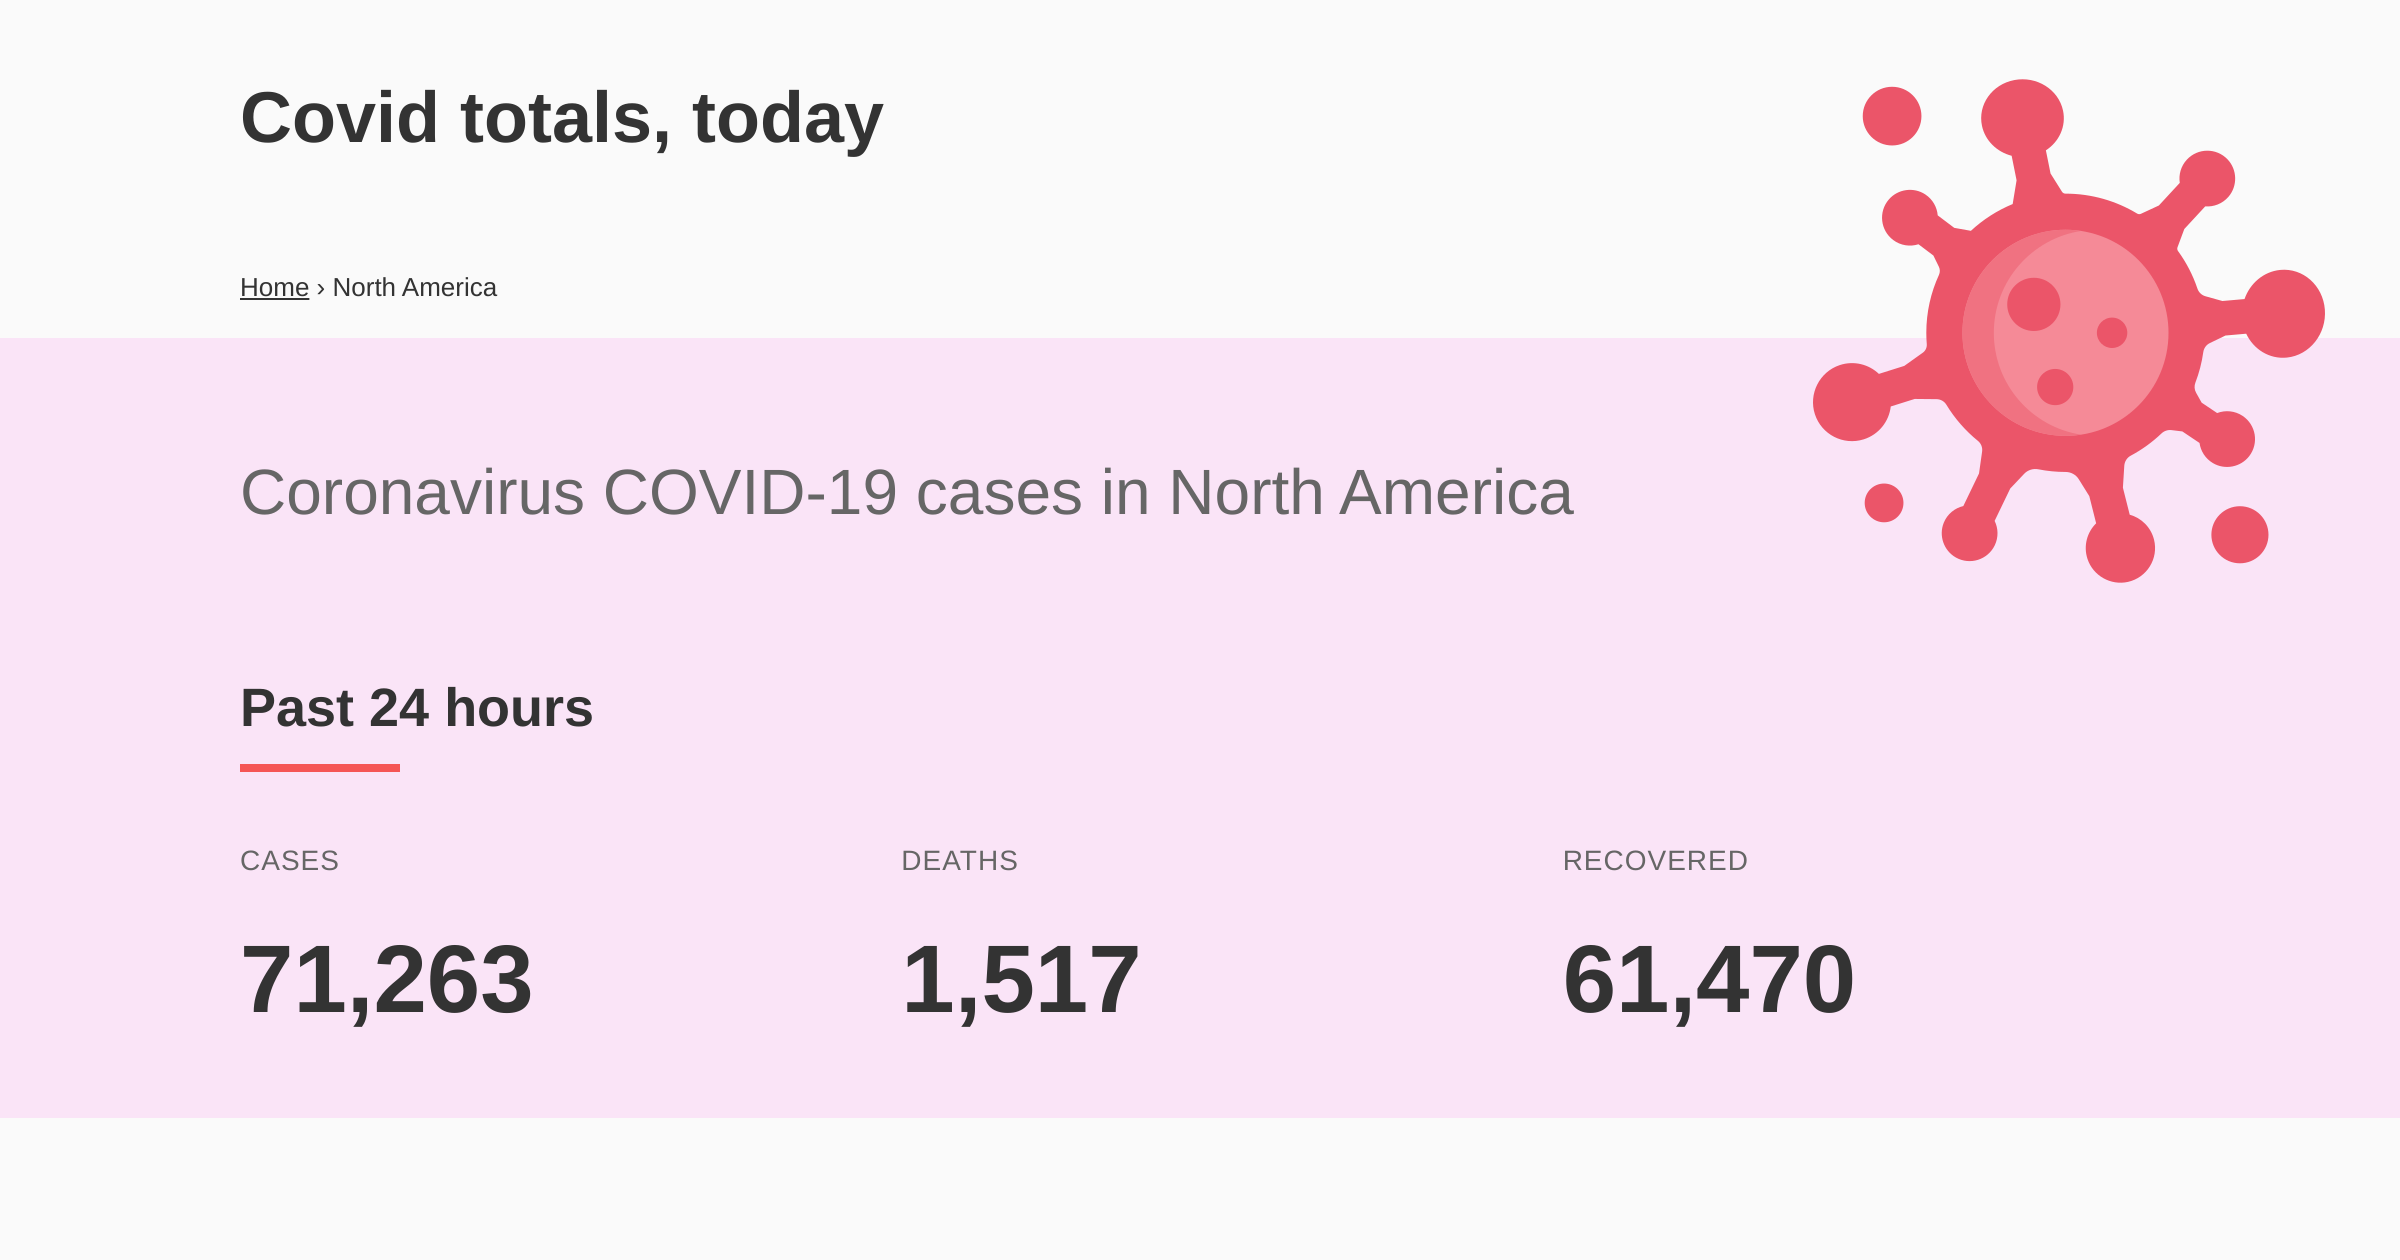 Covid totals, today
Home › North America
Coronavirus COVID-19 cases in North America
Past 24 hours
CASES
DEATHS
RECOVERED
71,263
1,517
61,470